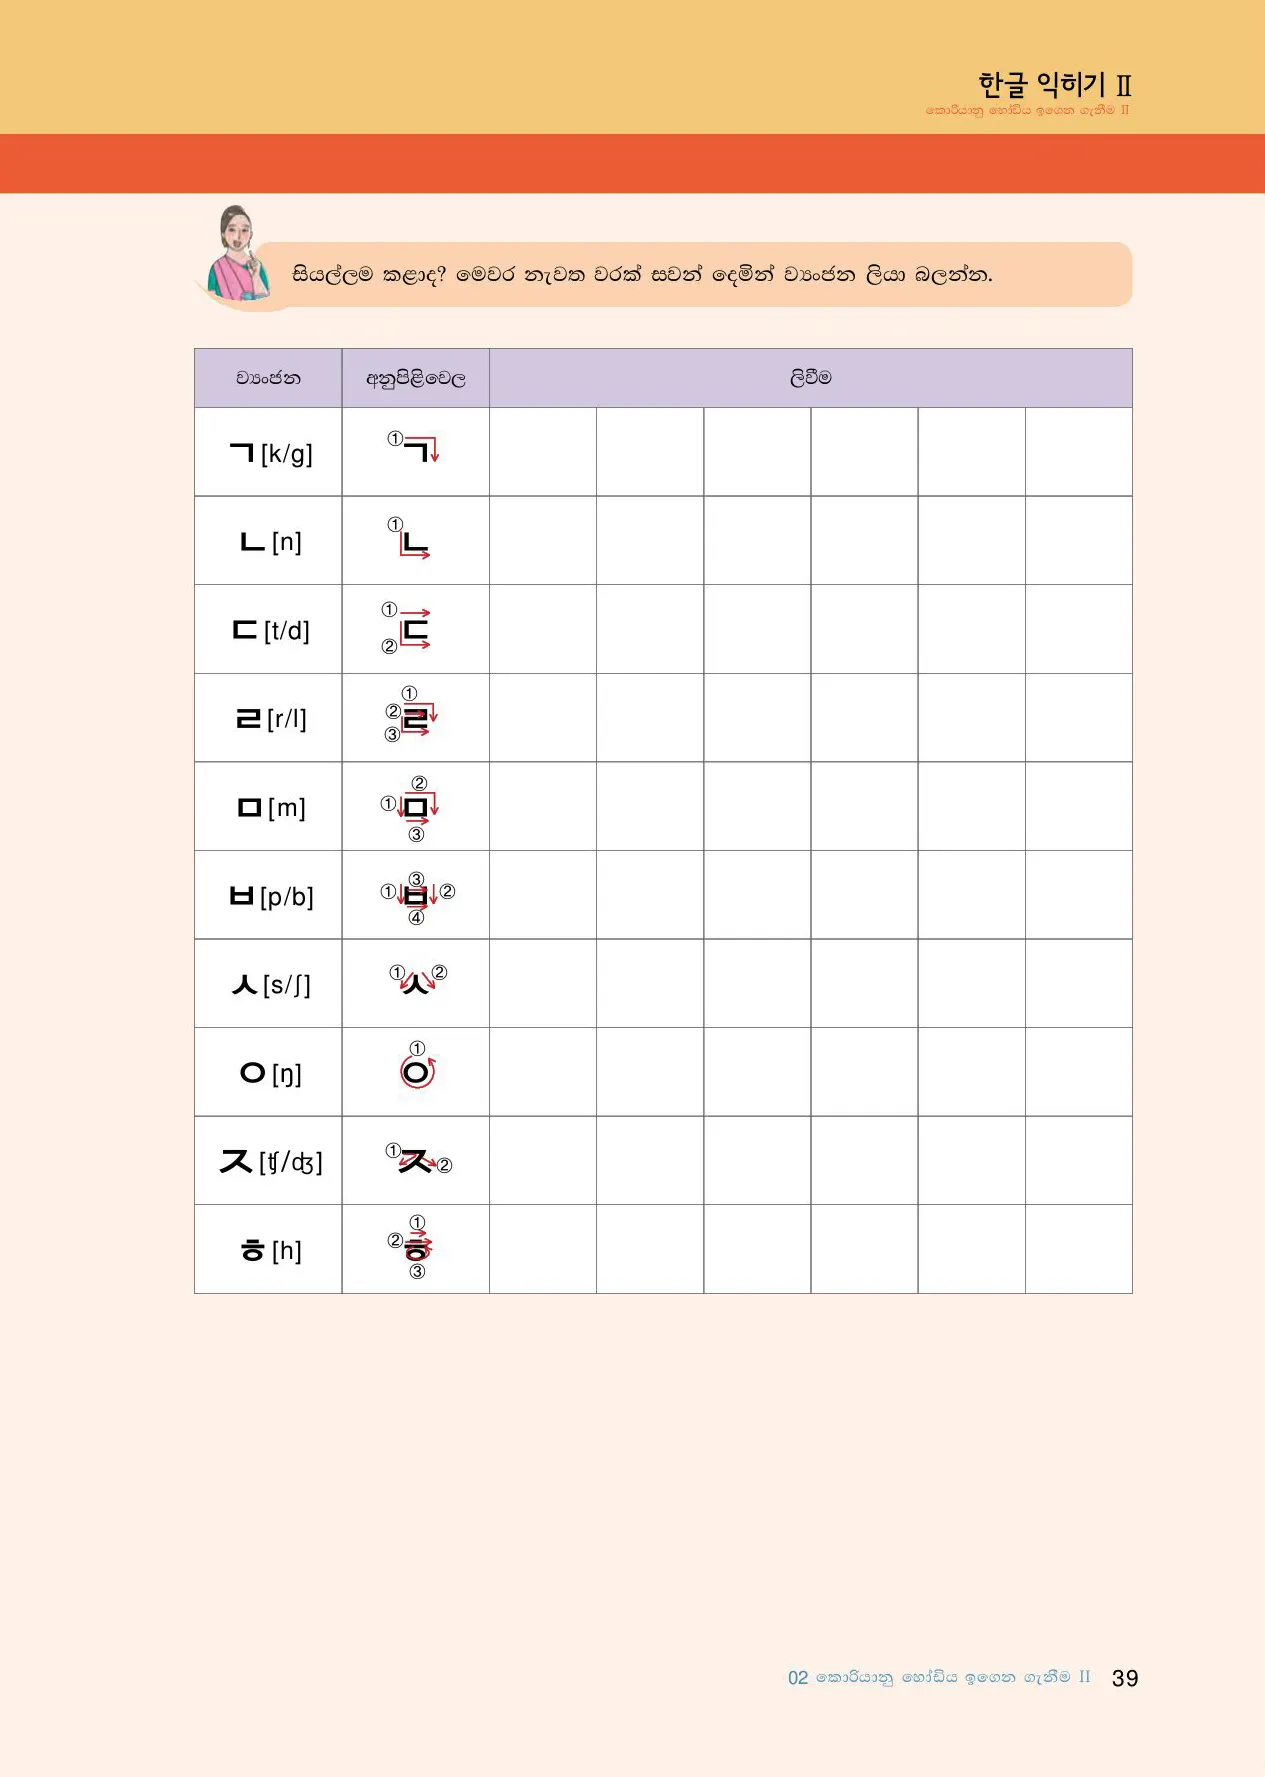 한글 익히기 Ⅱ
කොරියානු හෝඩිය ඉගෙන ගැනීම II
සියල්ලම කළාද? මෙවර නැවත වරක් සවන් දෙමින් ව්‍යංජන ලියා බලන්න.
ව්‍යංජන අනුපිළිවෙල ලිවීම
ㄱ[k/g] ①ㄱ
ㄴ[n] ①ㄴ
ㄷ[t/d] ①②ㄷ
ㄹ[r/l] ①②③ㄹ
ㅁ[m] ①②③ㅁ
ㅂ[p/b] ①②③④ㅂ
ㅅ[s/ʃ] ①②ㅅ
ㅇ[ŋ] ①ㅇ
ㅈ[ʧ/ʤ] ①②ㅈ
ㅎ[h] ①②③ㅎ
02 කොරියානු හෝඩිය ඉගෙන ගැනීම II 39